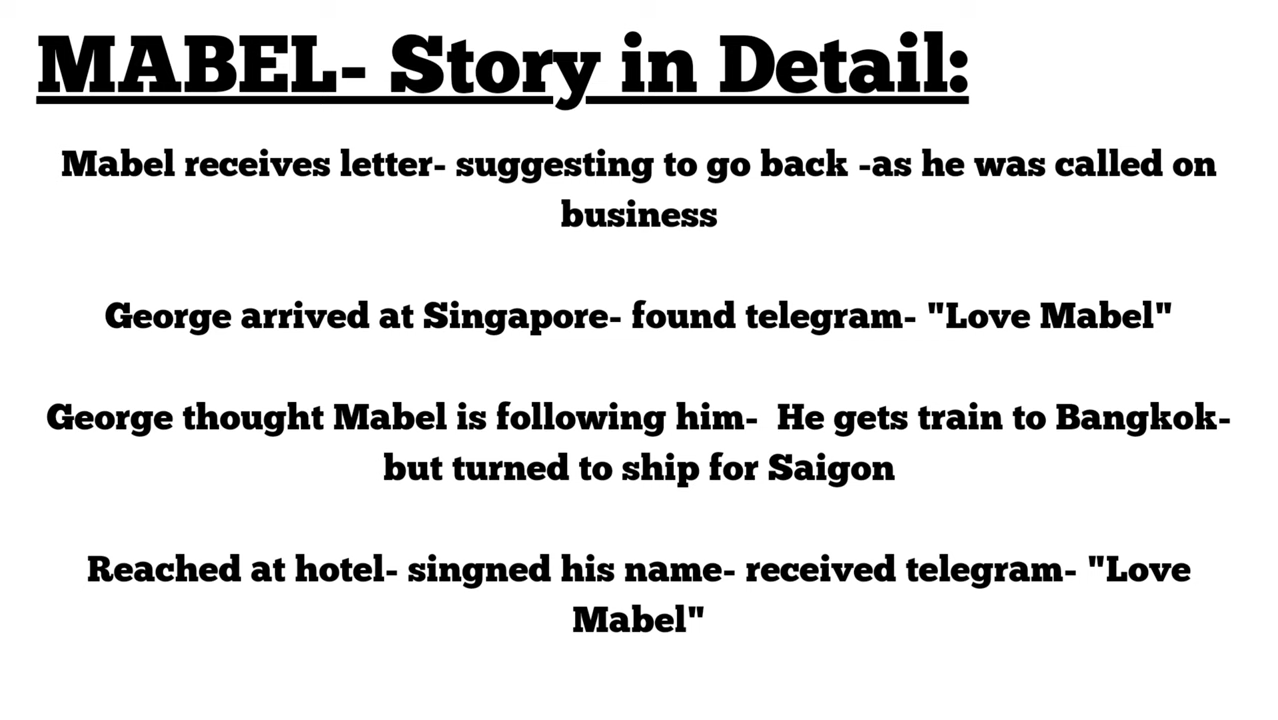 MABEL- Story in Detail:
Mabel receives letter- suggesting to go back -as he was called on
business
George arrived at Singapore- found telegram- "Love Mabel"
George thought Mabel is following him-  He gets train to Bangkok-
but turned to ship for Saigon
Reached at hotel- singned his name- received telegram- "Love
Mabel"